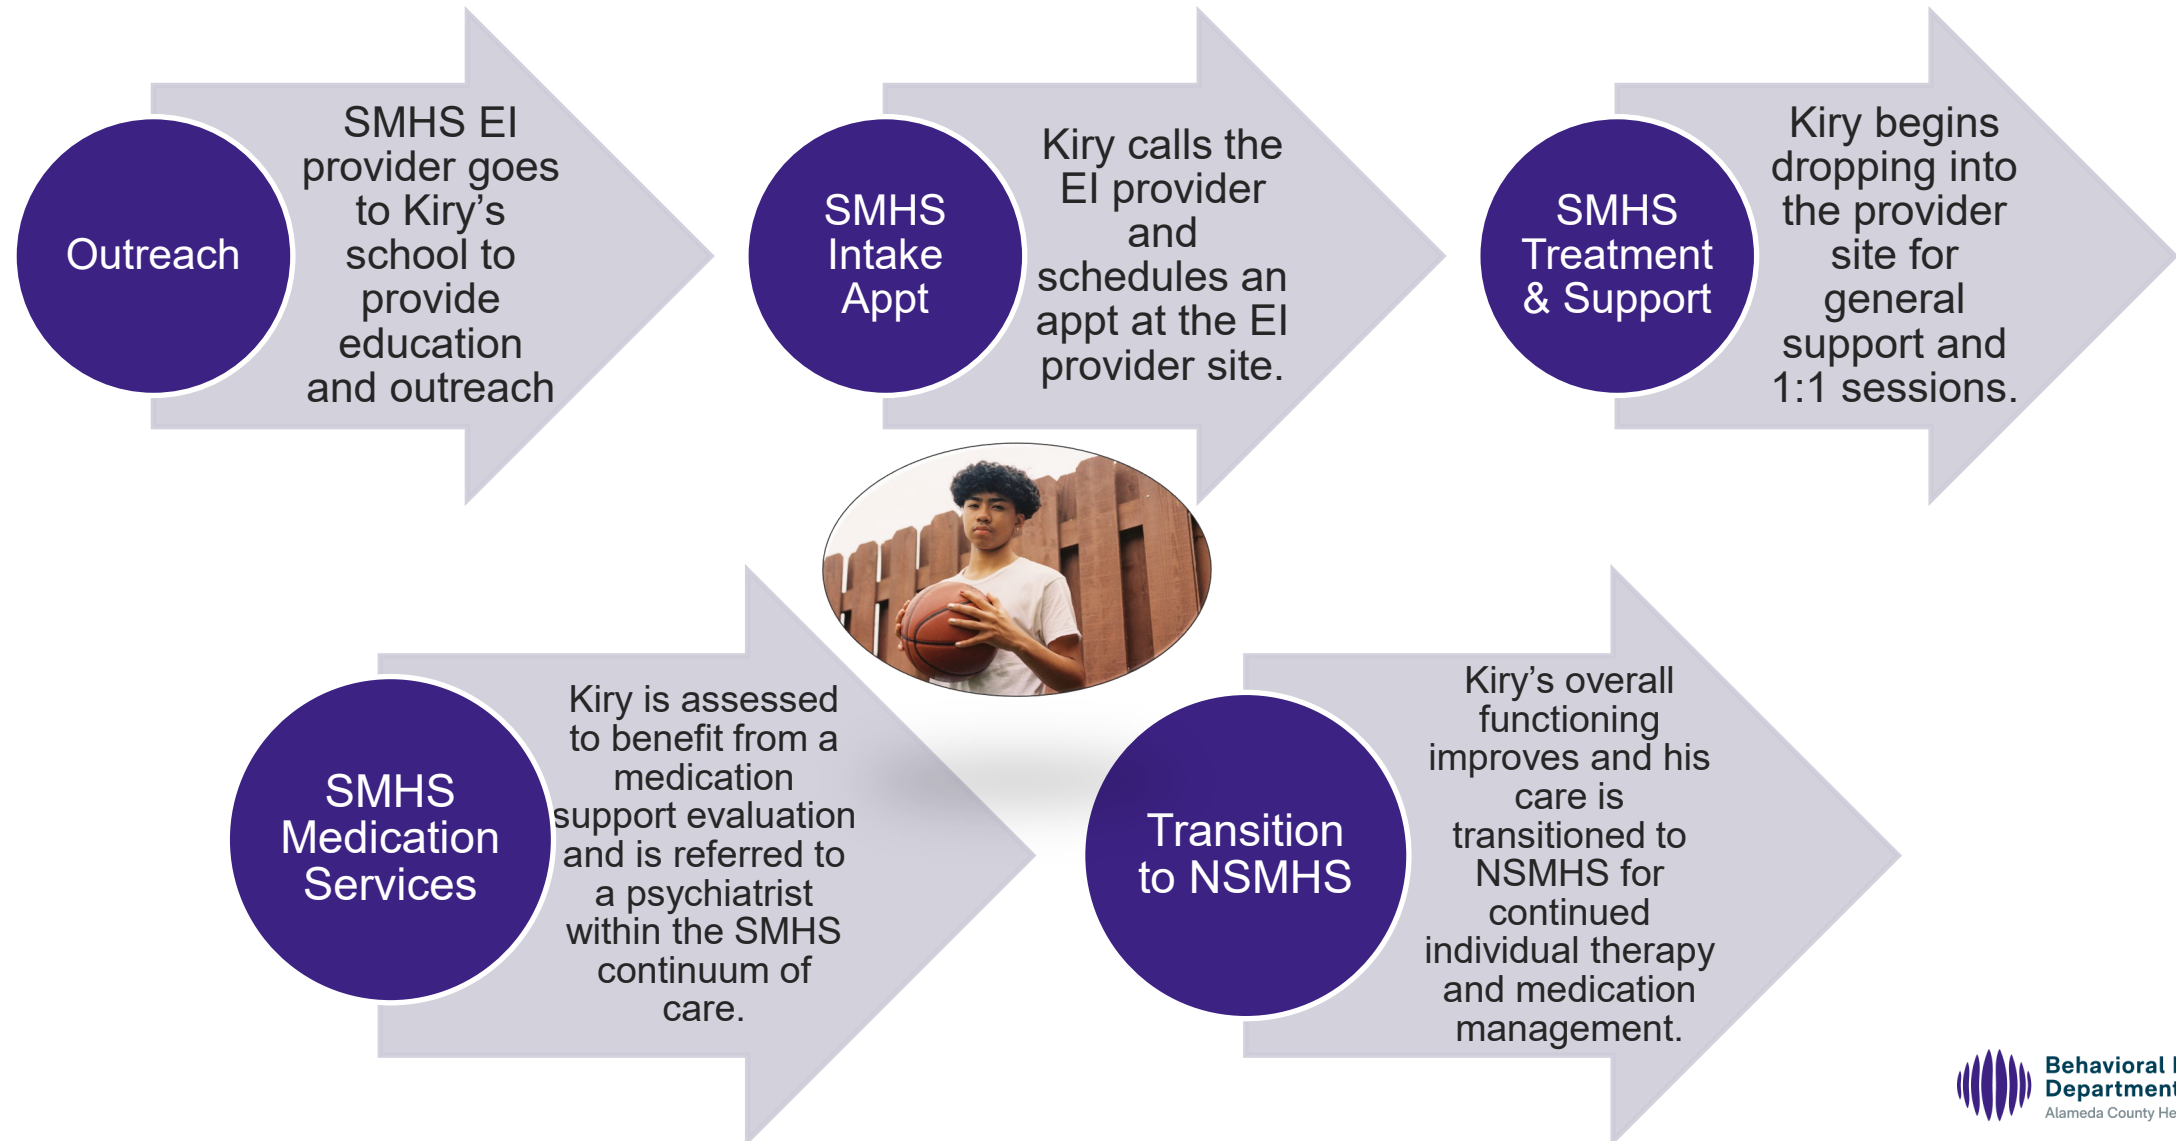 Outreach
SMHS EI
provider goes
to Kiry’s
school to
provide
education
and outreach
SMHS
Intake
Appt
Kiry calls the
EI provider
and
schedules an
appt at the EI
provider site.
SMHS
Treatment
& Support
Kiry begins
dropping into
the provider
site for
general
support and
1:1 sessions.
SMHS
Medication
Services
Kiry is assessed
to benefit from a
medication
support evaluation
and is referred to
a psychiatrist
within the SMHS
continuum of
care.
Transition
to NSMHS
Kiry’s overall
functioning
improves and his
care is
transitioned to
NSMHS for
continued
individual therapy
and medication
management.
Behavioral
Department
Alameda County